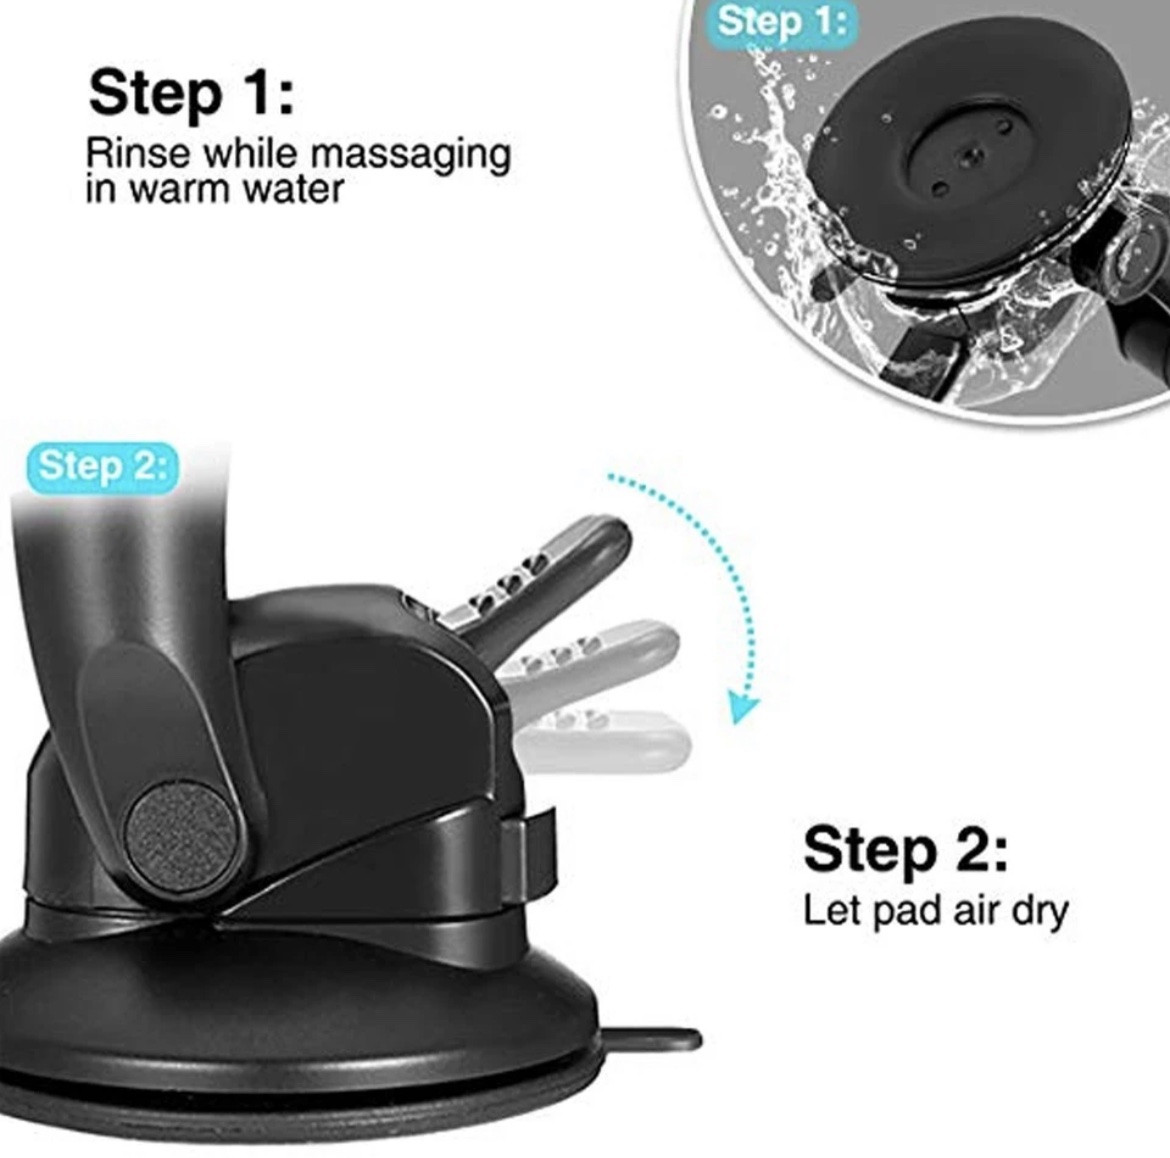 Step 1:
Step 1:
Rinse while massaging
in warm water
Step 2:
Step 2:
Let pad air dry